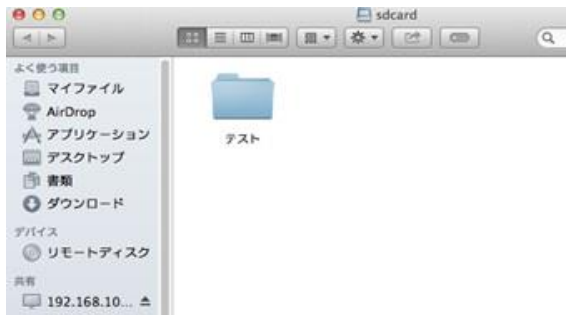 sdcard
よく使う項目
マイファイル
AirDrop
アプリケーション
デスクトップ
書類
ダウンロード
デバイス
リモートディスク
共有
192.168.10...
テスト